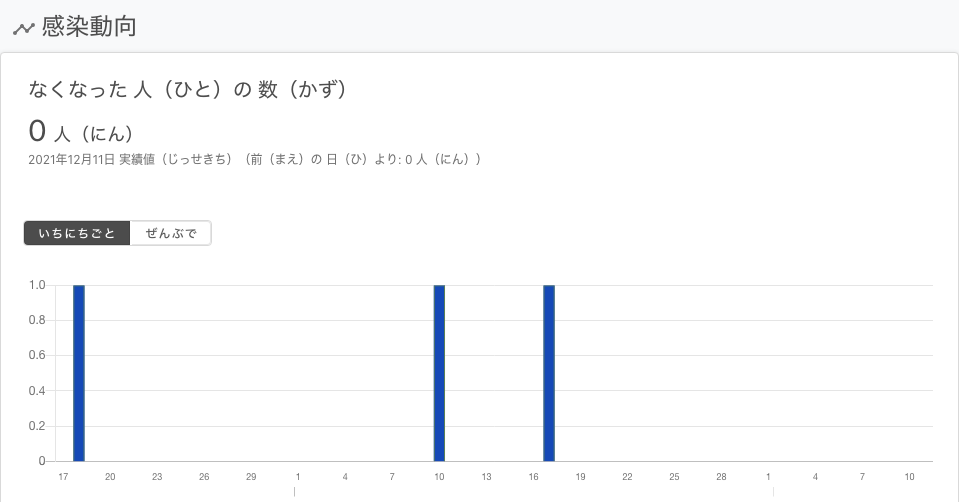 感染動向
なくなった 人（ひと）の 数（かず）
0 人（にん）
2021年12月11日 実績値（じっせきち）（前（まえ）の 日（ひ）より: 0 人（にん））
いちにちごと ぜんぶで
1.0
0.8
0.6
0.4
0.2
0
17 20 23 26 29 1 4 7 10 13 16 19 22 25 28 1 4 7 10